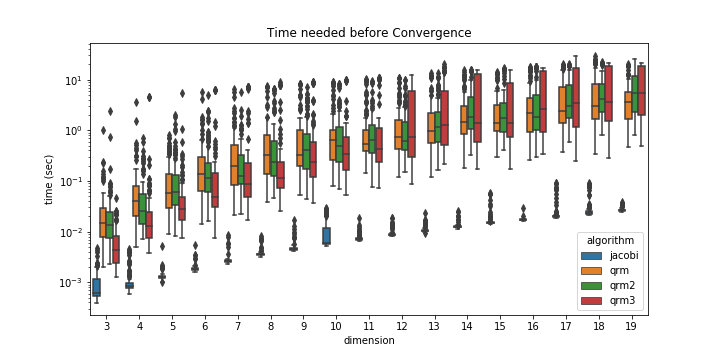 Time needed before Convergence
time (sec)
10¹
10⁰
10⁻¹
10⁻²
10⁻³
3 4 5 6 7 8 9 10 11 12 13 14 15 16 17 18 19
dimension
algorithm
jacobi
qrm
qrm2
qrm3